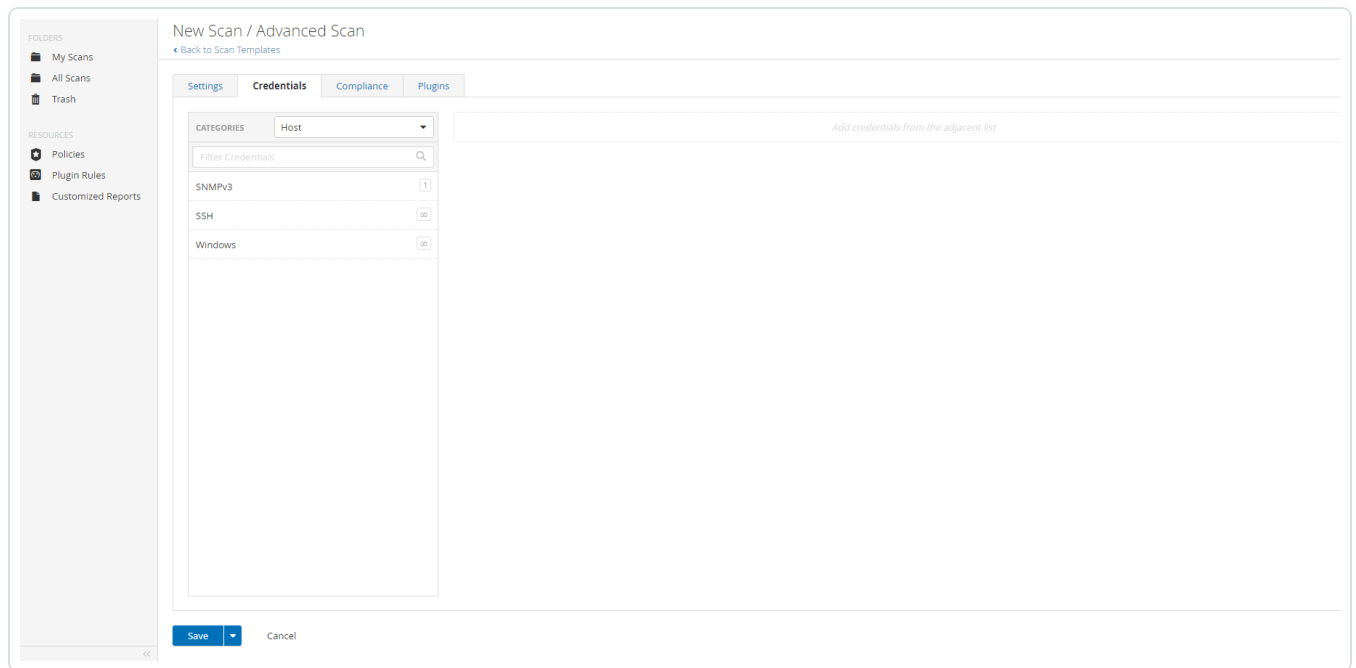 FOLDERS
My Scans
All Scans
Trash
RESOURCES
Policies
Plugin Rules
Customized Reports
New Scan / Advanced Scan
Back to Scan Templates
Settings Credentials Compliance Plugins
CATEGORIES Host
Filter Credentials
SNMPv3 1
SSH ∞
Windows ∞
Add credentials from the adjacent list
Save Cancel